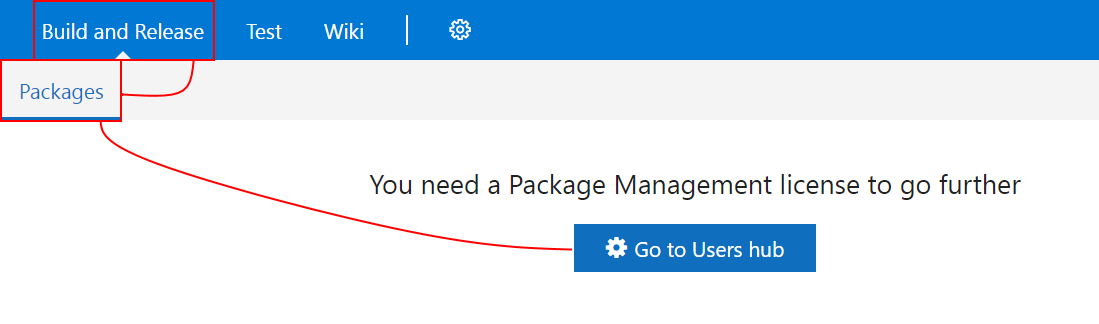 Build and Release Test Wiki
Packages
You need a Package Management license to go further
Go to Users hub